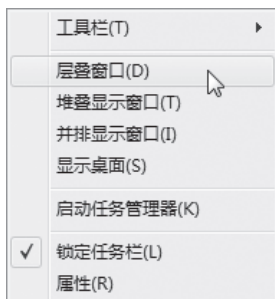 工具栏(T)
层叠窗口(D)
堆叠显示窗口(T)
并排显示窗口(I)
显示桌面(S)
启动任务管理器(K)
锁定任务栏(L)
属性(R)